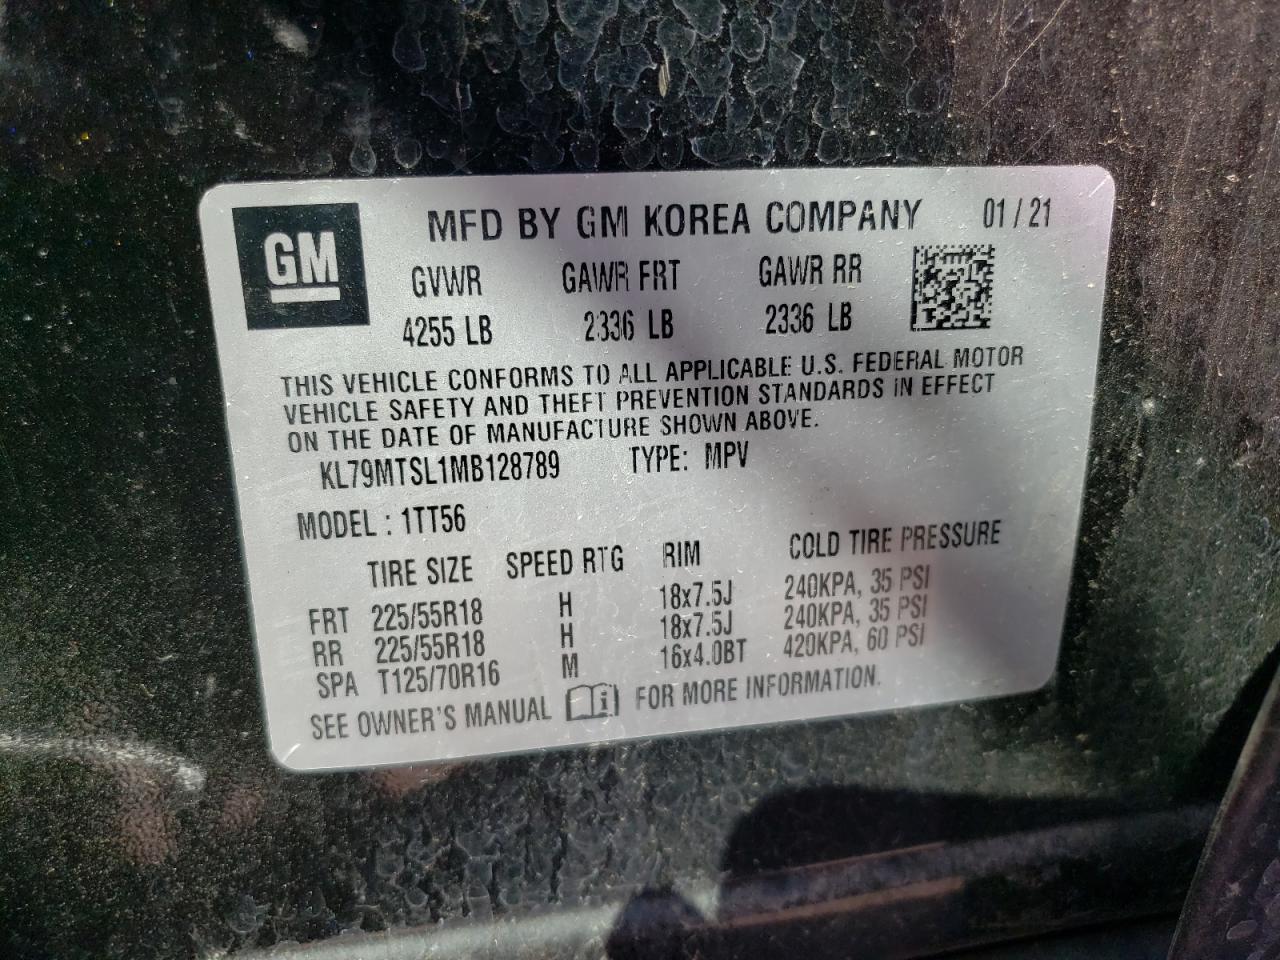 GM
MFD BY GM KOREA COMPANY 01 / 21
GVWR GAWR FRT GAWR RR
4255 LB 2336 LB 2336 LB
THIS VEHICLE CONFORMS TO ALL APPLICABLE U.S. FEDERAL MOTOR
VEHICLE SAFETY AND THEFT PREVENTION STANDARDS IN EFFECT
ON THE DATE OF MANUFACTURE SHOWN ABOVE.
KL79MTSL1MB128789 TYPE: MPV
MODEL : 1TT56
TIRE SIZE SPEED RTG RIM COLD TIRE PRESSURE
FRT 225/55R18 H 18x7.5J 240KPA, 35 PSI
RR 225/55R18 H 18x7.5J 240KPA, 35 PSI
SPA T125/70R16 M 16x4.0BT 420KPA, 60 PSI
SEE OWNER'S MANUAL i FOR MORE INFORMATION.